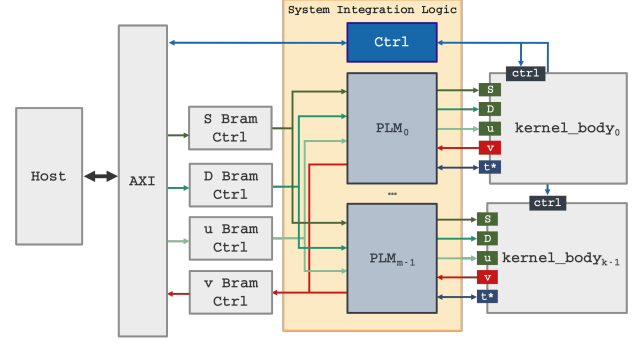 System Integration Logic
Ctrl
ctrl
S Bram
Ctrl
D Bram
Ctrl
u Bram
Ctrl
v Bram
Ctrl
Host
AXI
PLM0
...
PLMm-1
S
D
u
v
t*
kernel_body0
ctrl
S
D
u
v
t*
kernel_bodyk-1